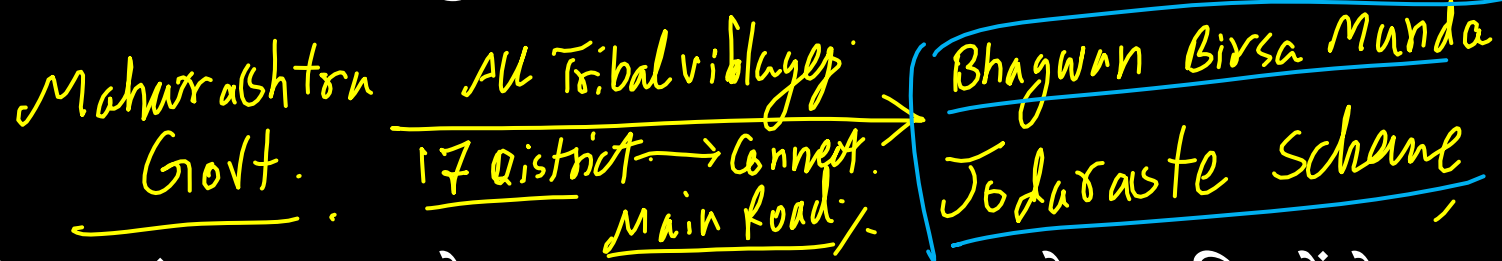 Maharashtra Govt.
All Tribal villages
17 District → Connect.
Main Road
Bhagwan Birsa Munda
Jodaraste Scheme